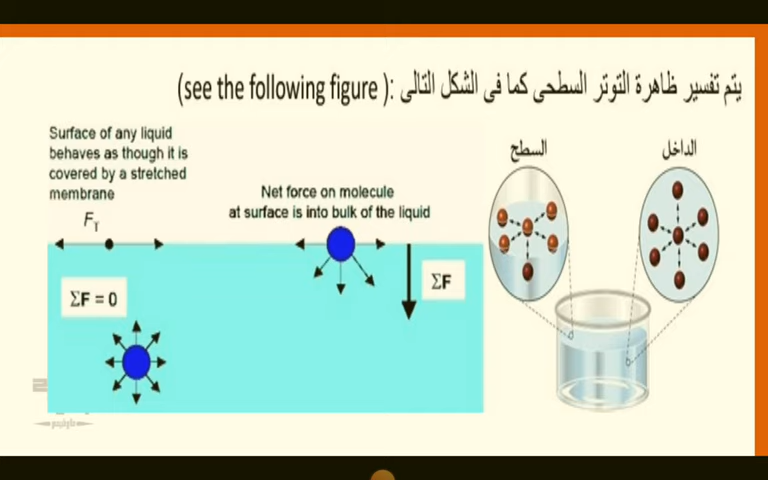 يتم تفسير ظاهرة التوتر السطحى كما فى الشكل التالى :( see the following figure)
Surface of any liquid
behaves as though it is
covered by a stretched
membrane
Fγ
ΣF = 0
Net force on molecule
at surface is into bulk of the liquid
ΣF
السطح
الداخل